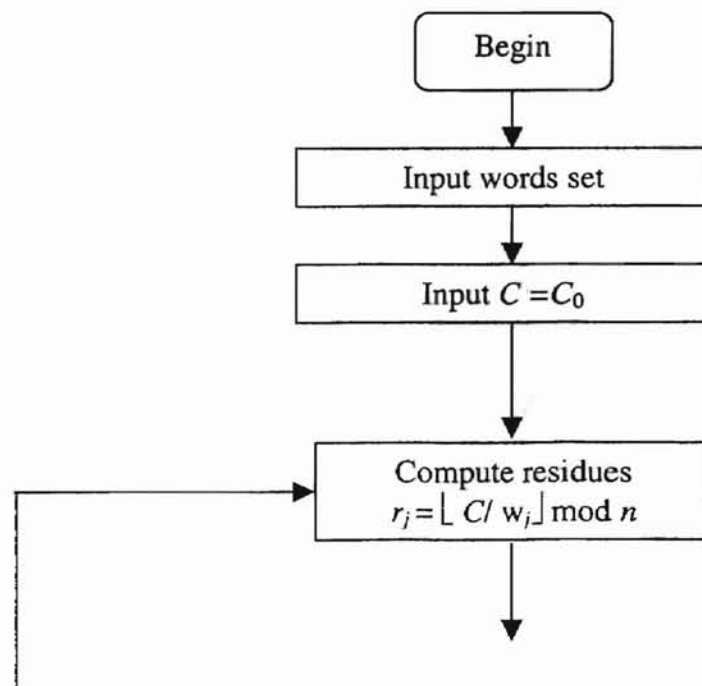 Begin
Input words set
Input C =C₀
Compute residues
rⱼ = ⌊ C/ wⱼ⌋ mod n